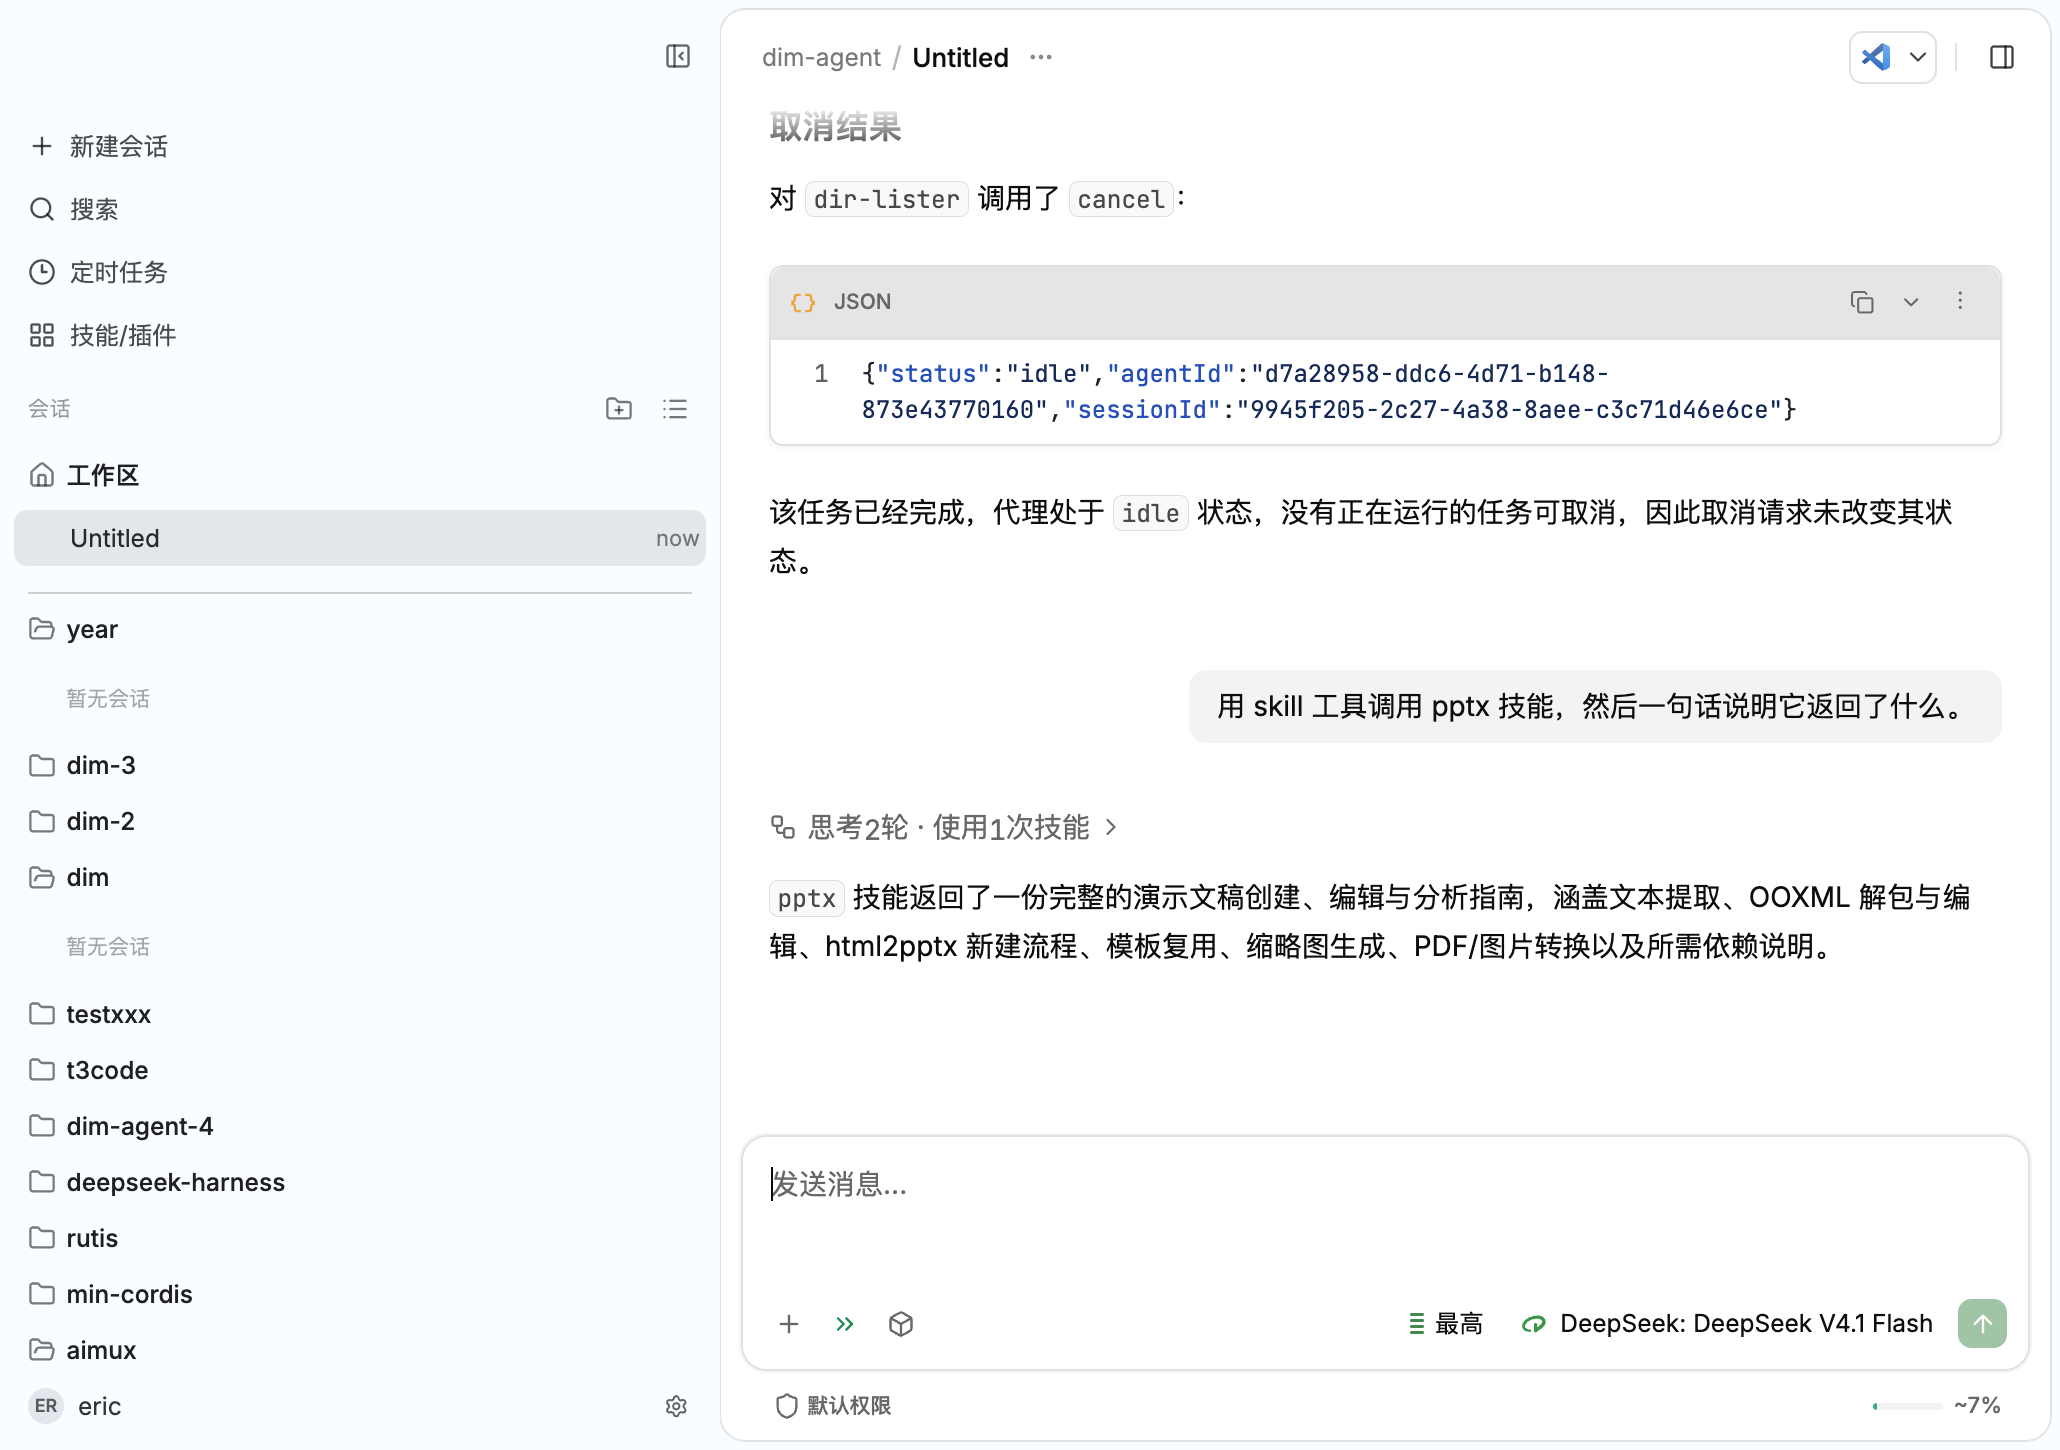 新建会话
搜索
定时任务
技能/插件
会话
工作区
Untitled now
year
暂无会话
dim-3
dim-2
dim
暂无会话
testxxx
t3code
dim-agent-4
deepseek-harness
rutis
min-cordis
aimux
ER eric
dim-agent / Untitled ···
取消结果
对 dir-lister 调用了 cancel：
{} JSON
1 {"status":"idle","agentId":"d7a28958-ddc6-4d71-b148-
873e43770160","sessionId":"9945f205-2c27-4a38-8aee-c3c71d46e6ce"}
该任务已经完成，代理处于 idle 状态，没有正在运行的任务可取消，因此取消请求未改变其状
态。
用 skill 工具调用 pptx 技能，然后一句话说明它返回了什么。
思考2轮 · 使用1次技能
pptx 技能返回了一份完整的演示文稿创建、编辑与分析指南，涵盖文本提取、OOXML 解包与编
辑、html2pptx 新建流程、模板复用、缩略图生成、PDF/图片转换以及所需依赖说明。
发送消息...
最高 DeepSeek: DeepSeek V4.1 Flash
默认权限 ~7%